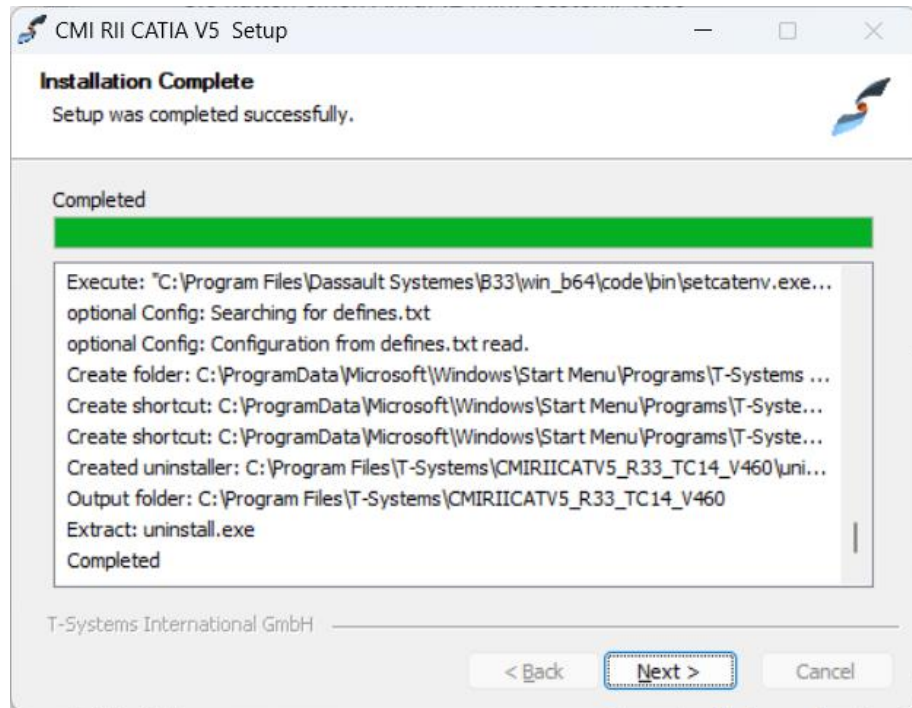 CMI RII CATIA V5 Setup
Installation Complete
Setup was completed successfully.
Completed
Execute: "C:\Program Files\Dassault Systemes\B33\win_b64\code\bin\setcatenv.exe...
optional Config: Searching for defines.txt
optional Config: Configuration from defines.txt read.
Create folder: C:\ProgramData\Microsoft\Windows\Start Menu\Programs\T-Systems ...
Create shortcut: C:\ProgramData\Microsoft\Windows\Start Menu\Programs\T-Syste...
Create shortcut: C:\ProgramData\Microsoft\Windows\Start Menu\Programs\T-Syste...
Created uninstaller: C:\Program Files\T-Systems\CMIRIICATV5_R33_TC14_V460\uni...
Output folder: C:\Program Files\T-Systems\CMIRIICATV5_R33_TC14_V460
Extract: uninstall.exe
Completed
T-Systems International GmbH
< Back Next > Cancel